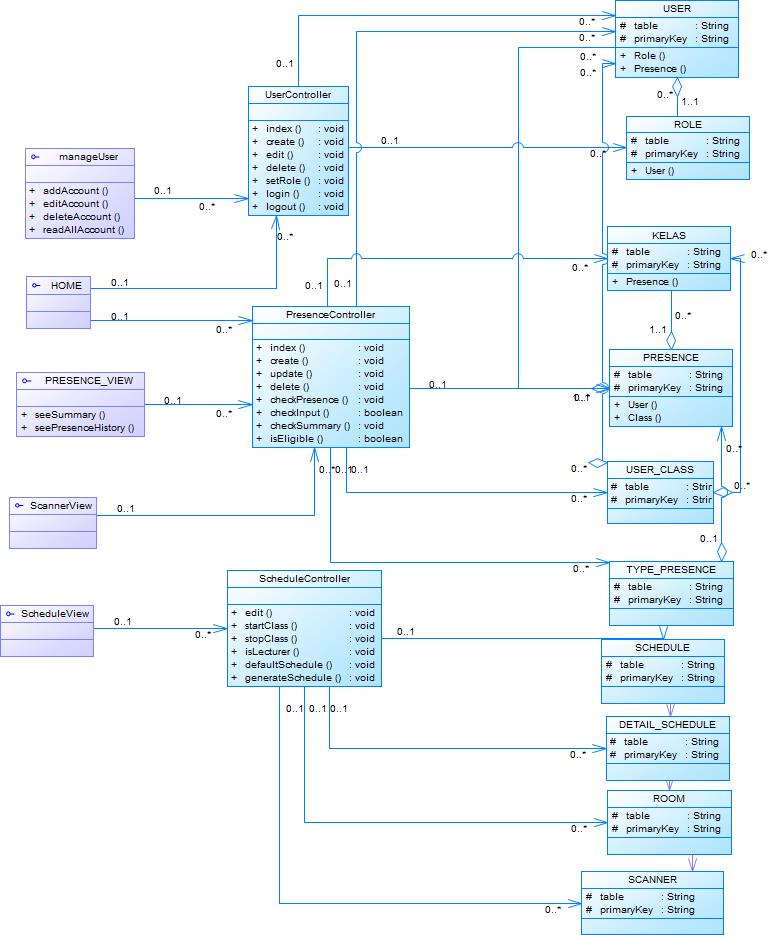 USER
# table : String
# primaryKey : String
+ Role ()
+ Presence ()
0..*
0..*
0..*
0..*
0..1
0..*
1..1
UserController
+ index () : void
+ create () : void
+ edit () : void
+ delete () : void
+ setRole () : void
+ login () : void
+ logout () : void
0..1
0..*
ROLE
# table : String
# primaryKey : String
+ User ()
manageUser
+ addAccount ()
+ editAccount ()
+ deleteAccount ()
+ readAllAccount ()
0..1
0..*
0..*
KELAS
# table : String
# primaryKey : String
+ Presence ()
0..*
0..*
0..1
0..1
HOME
0..1
0..1
0..*
0..*
1..1
PresenceController
+ index () : void
+ create () : void
+ update () : void
+ delete () : void
+ checkPresence () : void
+ checkInput () : boolean
+ checkSummary () : void
+ isEligible () : boolean
PRESENCE
# table : String
# primaryKey : String
+ User ()
+ Class ()
0..1
PRESENCE_VIEW
+ seeSummary ()
+ seePresenceHistory ()
0..1
0..*
0..*
0..1
0..1
0..*
0..*
USER_CLASS
# table : Strin
# primaryKey : Strin
0..*
0..*
ScannerView
0..1
0..1
0..*
TYPE_PRESENCE
# table : String
# primaryKey : String
ScheduleController
+ edit () : void
+ startClass () : void
+ stopClass () : void
+ isLecturer () : void
+ defaultSchedule () : void
+ generateSchedule () : void
ScheduleView
0..1
0..*
0..1
SCHEDULE
# table : String
# primaryKey : String
0..1
0..1
0..1
DETAIL_SCHEDULE
# table : String
# primaryKey : String
0..*
ROOM
# table : String
# primaryKey : String
0..*
SCANNER
# table : String
# primaryKey : String
0..*